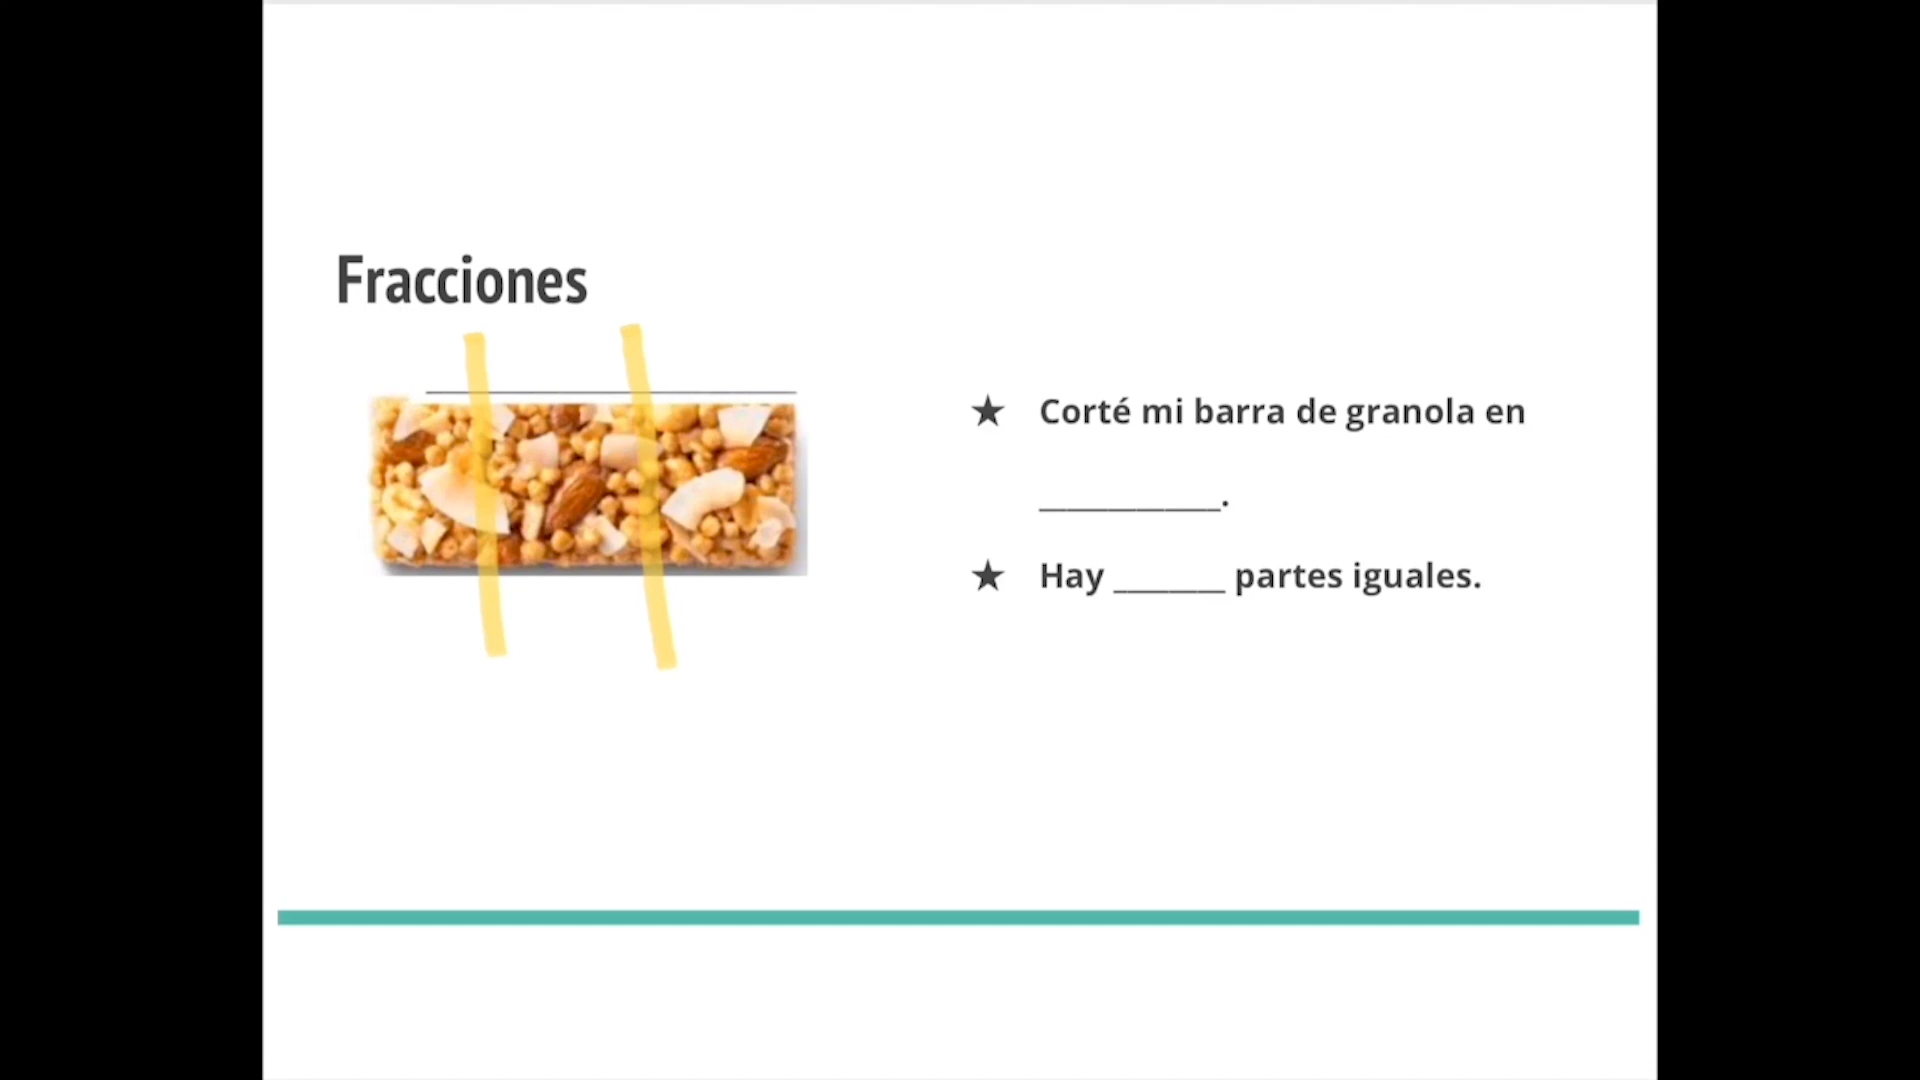 Fracciones
★ Corté mi barra de granola en
___________.
★ Hay _______ partes iguales.